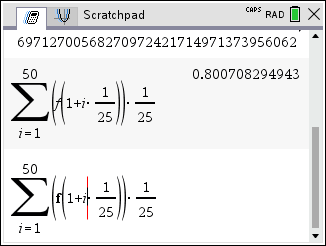 CAPS RAD
Scratchpad
69712700568270972421714971373956062
0.800708294943
50
∑ (f(1+i· 1/25))· 1/25
i=1
50
∑ (f(1+i· 1/25))· 1/25
i=1